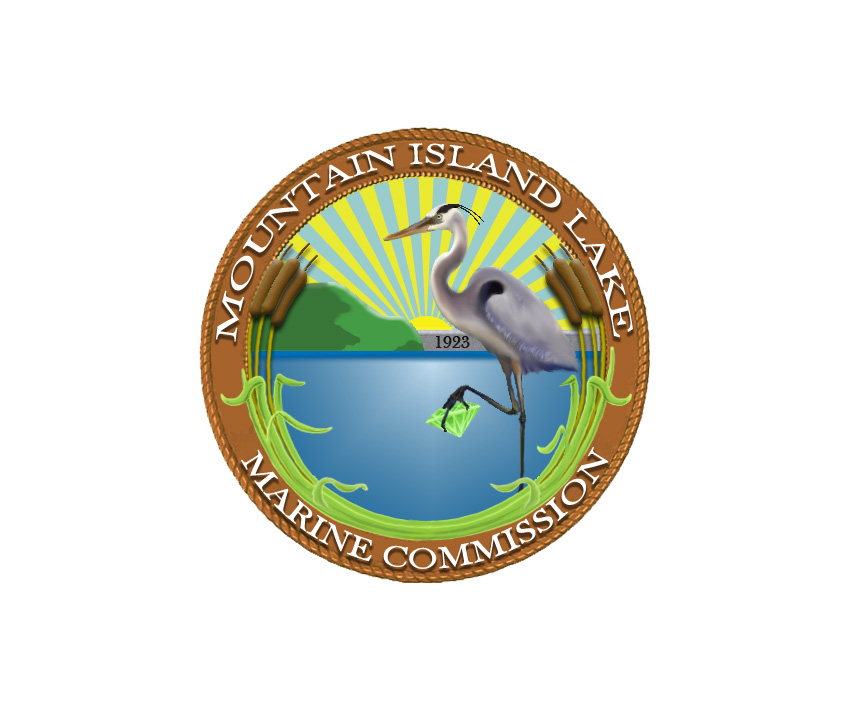 MOUNTAIN ISLAND LAKE
1923
MARINE COMMISSION